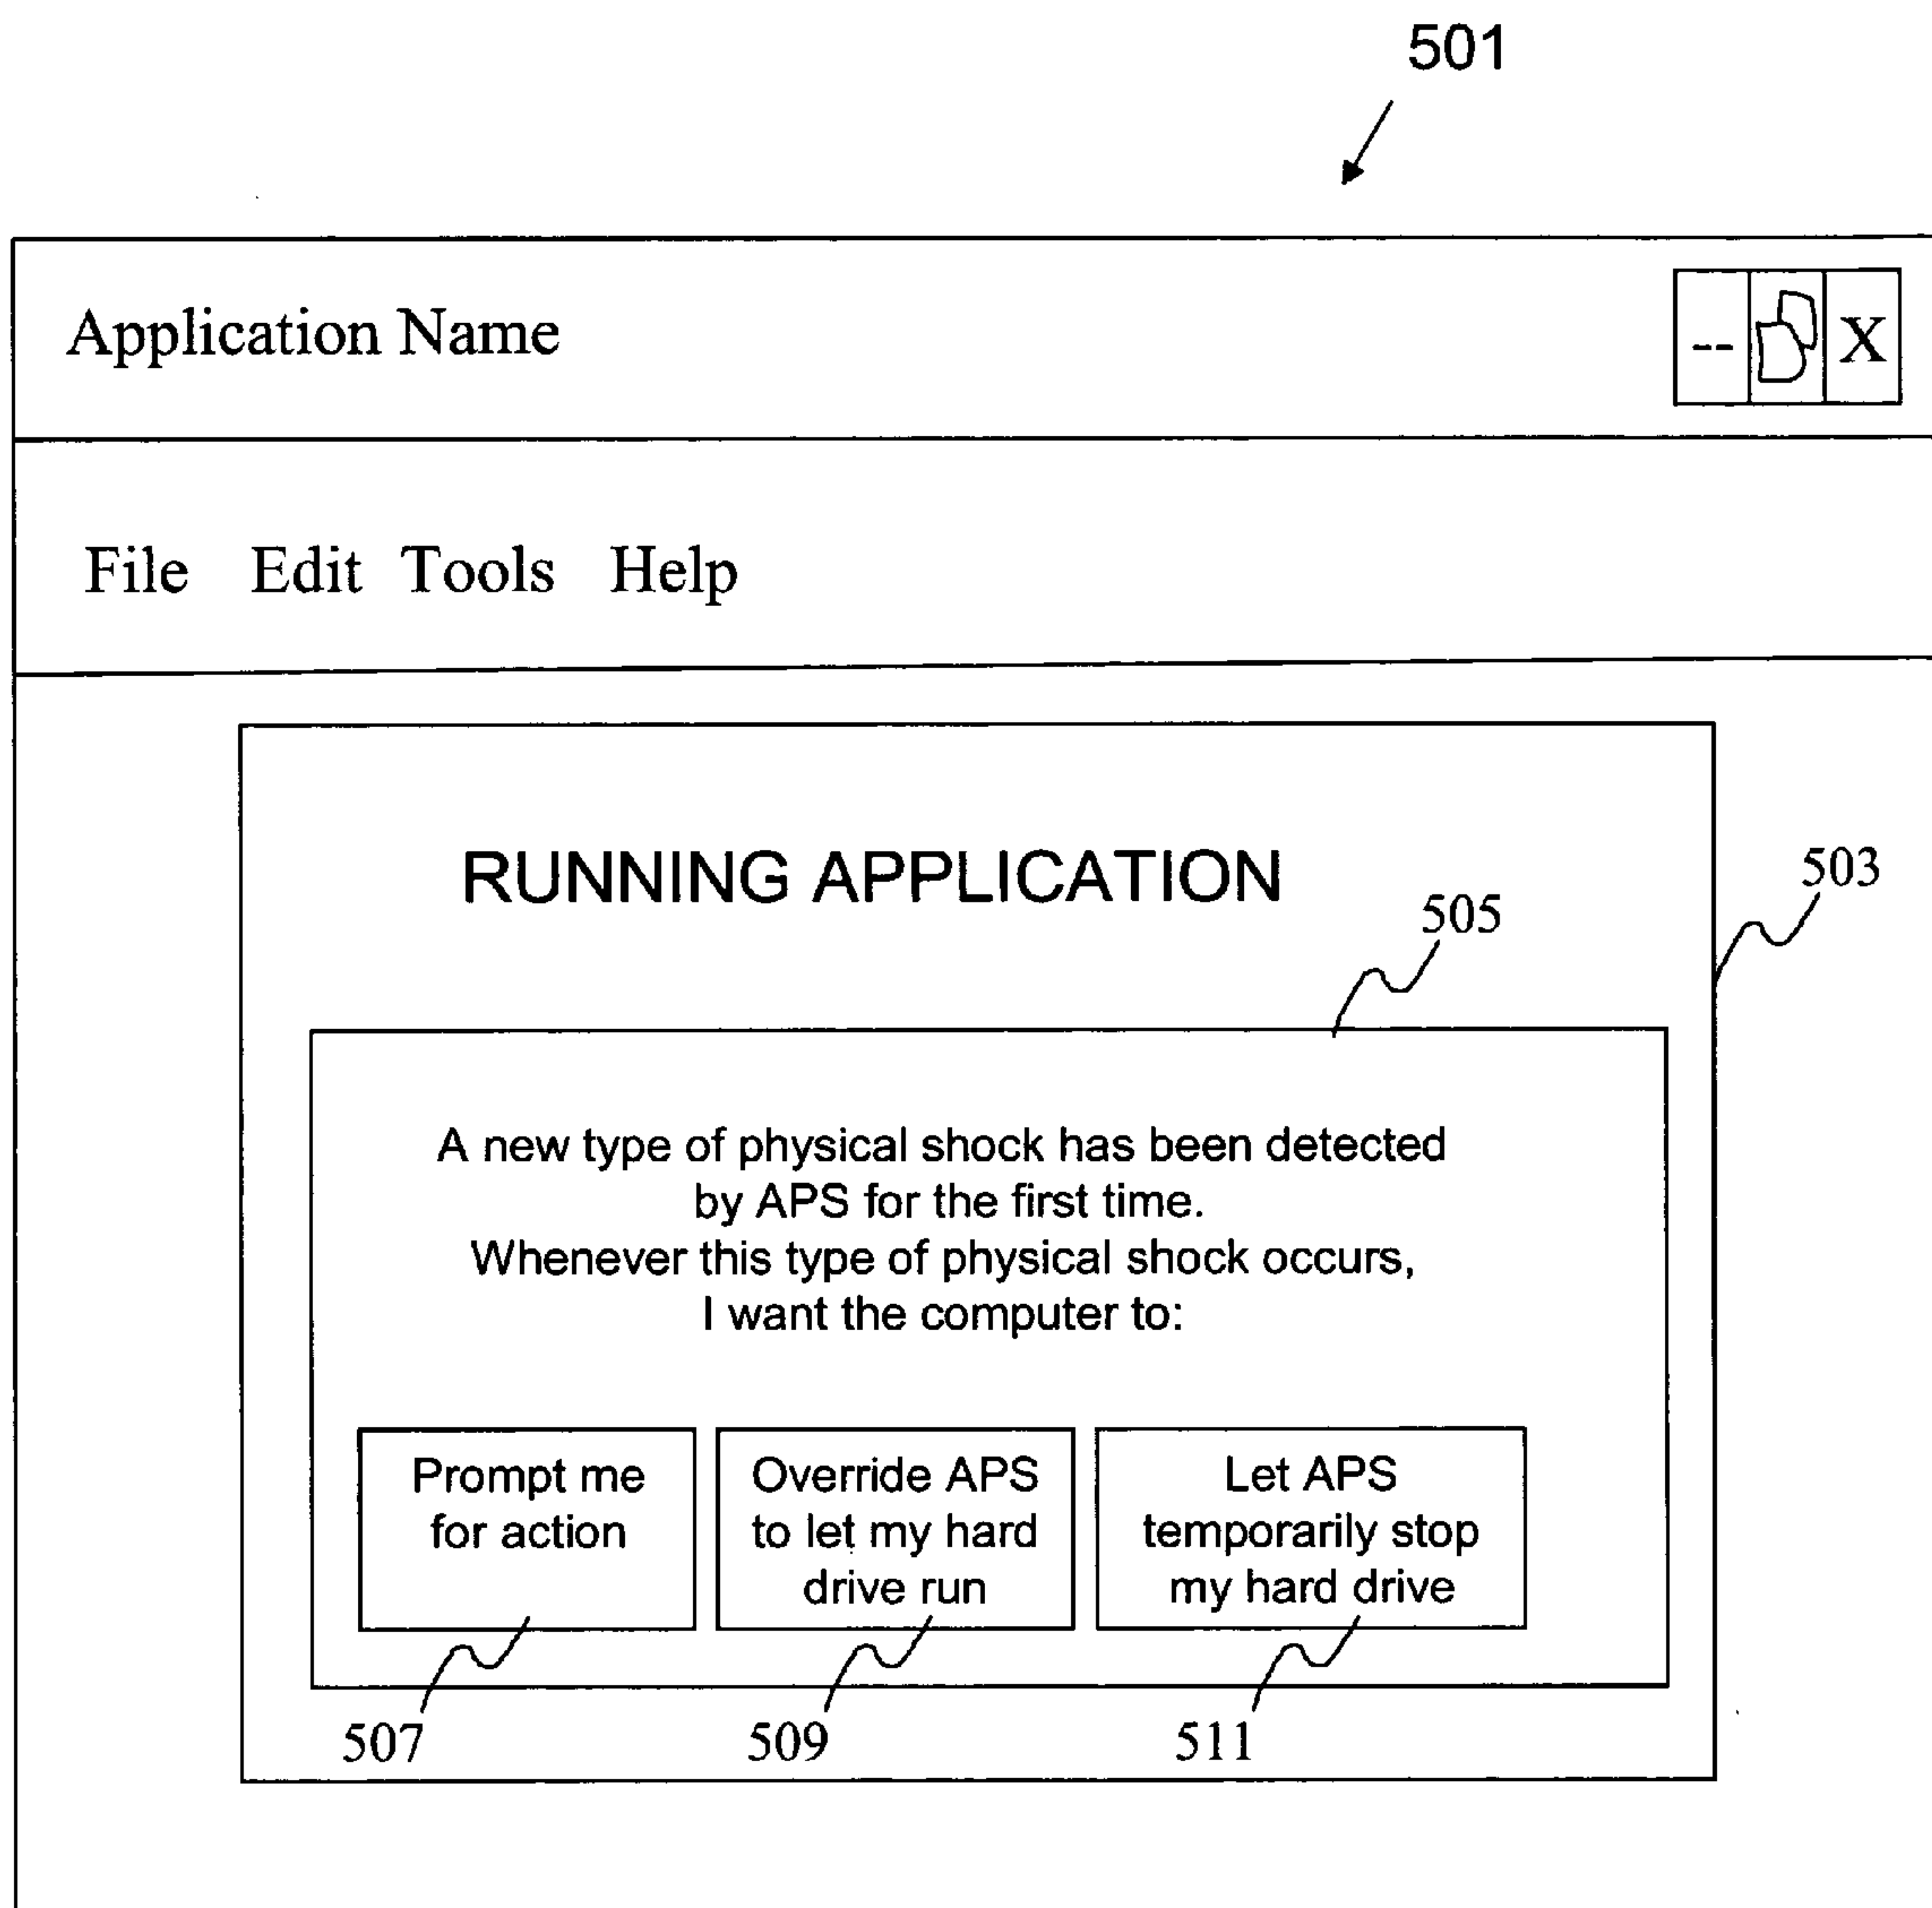 501
Application Name
-- X
File Edit Tools Help
RUNNING APPLICATION
503
505
A new type of physical shock has been detected
by APS for the first time.
Whenever this type of physical shock occurs,
I want the computer to:
Prompt me
for action
Override APS
to let my hard
drive run
Let APS
temporarily stop
my hard drive
507
509
511